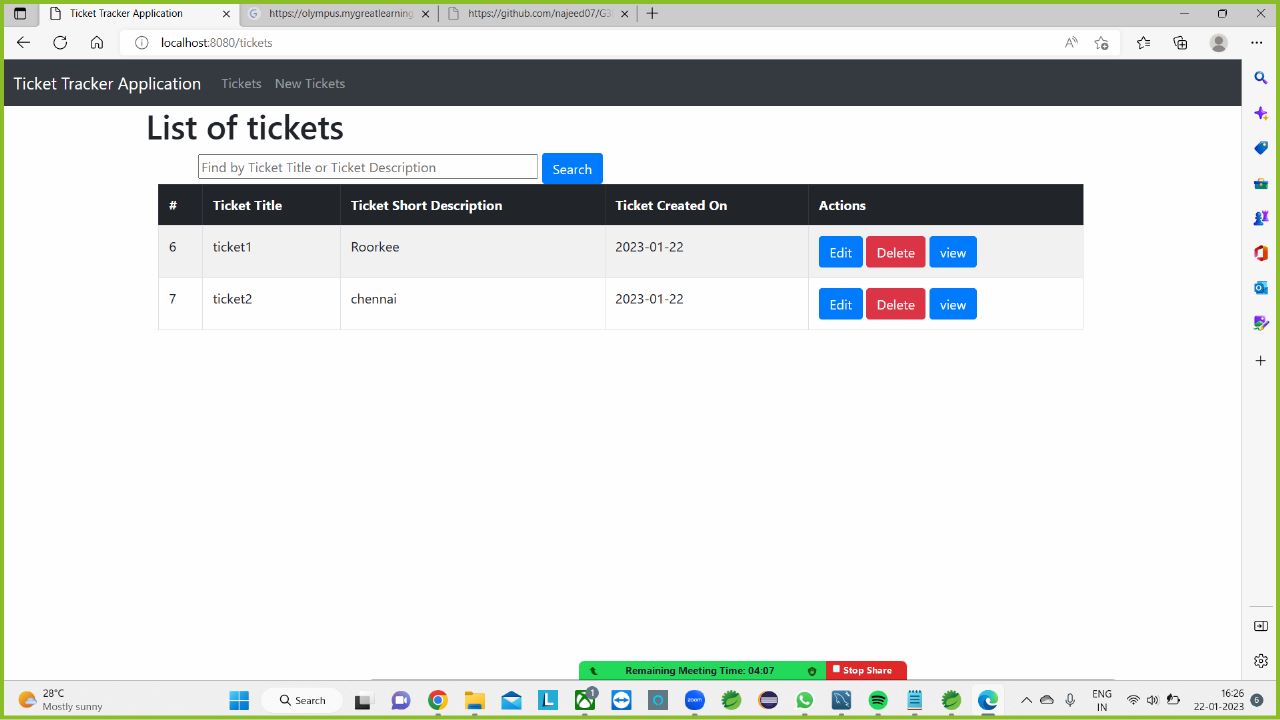 Ticket Tracker Application
https://olympus.mygreatlearning.
https://github.com/najeed07/G3
localhost:8080/tickets
Ticket Tracker Application Tickets New Tickets
List of tickets
Find by Ticket Title or Ticket Description Search
# Ticket Title Ticket Short Description Ticket Created On Actions
6 ticket1 Roorkee 2023-01-22 Edit Delete view
7 ticket2 chennai 2023-01-22 Edit Delete view
Remaining Meeting Time: 04:07 Stop Share
28°C
Mostly sunny
Search
zoom
1
ENG
IN
16:26
22-01-2023
6